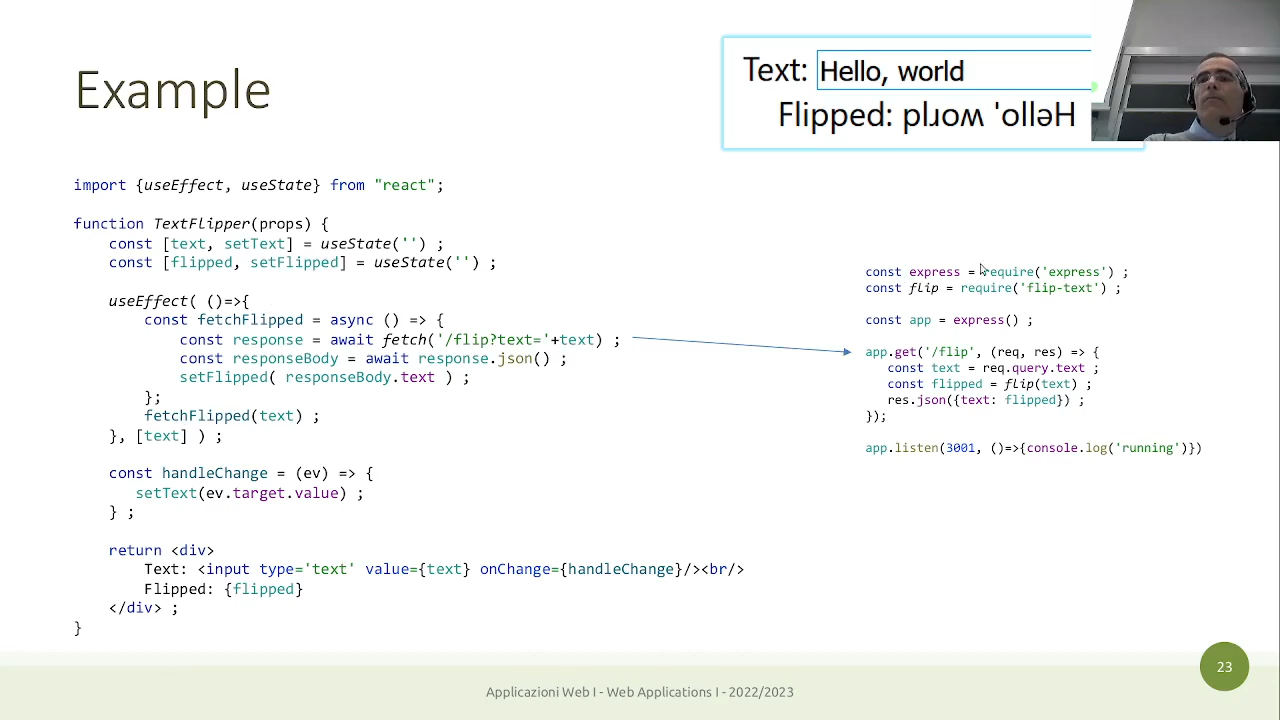 Example
Text: Hello, world
Flipped: plɹoʍ 'ollǝH
import {useEffect, useState} from "react";
function TextFlipper(props) {
    const [text, setText] = useState('') ;
    const [flipped, setFlipped] = useState('') ;
    useEffect( ()=>{
        const fetchFlipped = async () => {
            const response = await fetch('/flip?text='+text) ;
            const responseBody = await response.json() ;
            setFlipped( responseBody.text ) ;
        };
        fetchFlipped(text) ;
    }, [text] ) ;
    const handleChange = (ev) => {
       setText(ev.target.value) ;
    } ;
    return <div>
        Text: <input type='text' value={text} onChange={handleChange}/><br/>
        Flipped: {flipped}
    </div> ;
}
const express = require('express') ;
const flip = require('flip-text') ;
const app = express() ;
app.get('/flip', (req, res) => {
   const text = req.query.text ;
   const flipped = flip(text) ;
   res.json({text: flipped}) ;
});
app.listen(3001, ()=>{console.log('running')})
Applicazioni Web I - Web Applications I - 2022/2023
23